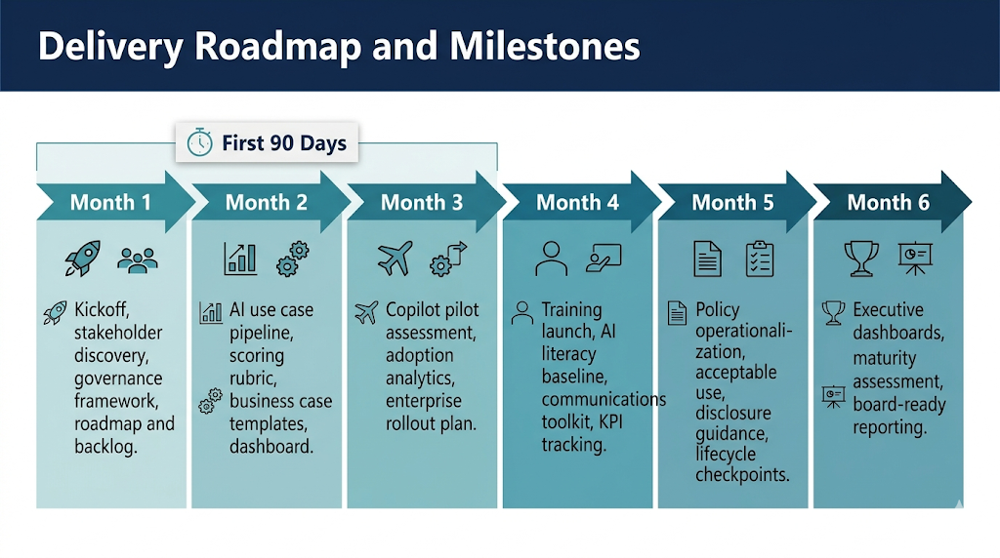 Delivery Roadmap and Milestones
First 90 Days
Month 1
Month 2
Month 3
Month 4
Month 5
Month 6
Kickoff,
stakeholder
discovery,
governance
framework,
roadmap and
backlog.
AI use case
pipeline,
scoring
rubric,
business case
templates,
dashboard.
Copilot pilot
assessment,
adoption
analytics,
enterprise
rollout plan.
Training
launch, AI
literacy
baseline,
communications
toolkit, KPI
tracking.
Policy
operationali-
zation,
acceptable
use,
disclosure
guidance,
lifecycle
checkpoints.
Executive
dashboards,
maturity
assessment,
board-ready
reporting.